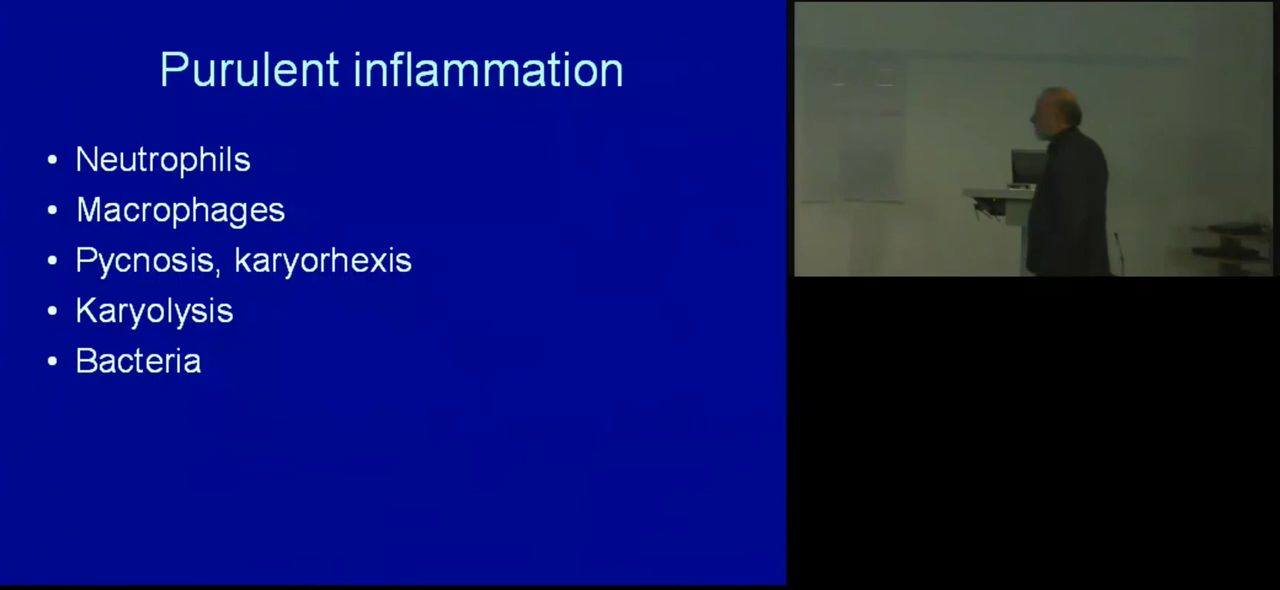 Purulent inflammation
• Neutrophils
• Macrophages
• Pycnosis, karyorhexis
• Karyolysis
• Bacteria